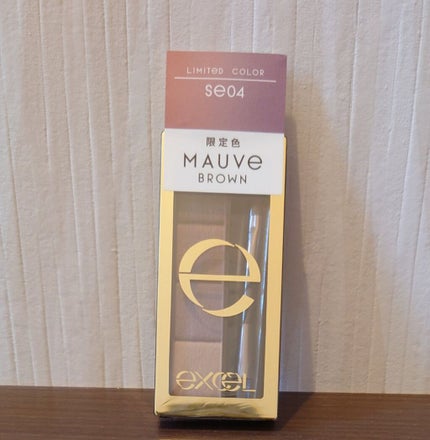 LIMITED COLOR
SE04
限定色
MAUVE
BROWN
e
EXCEL